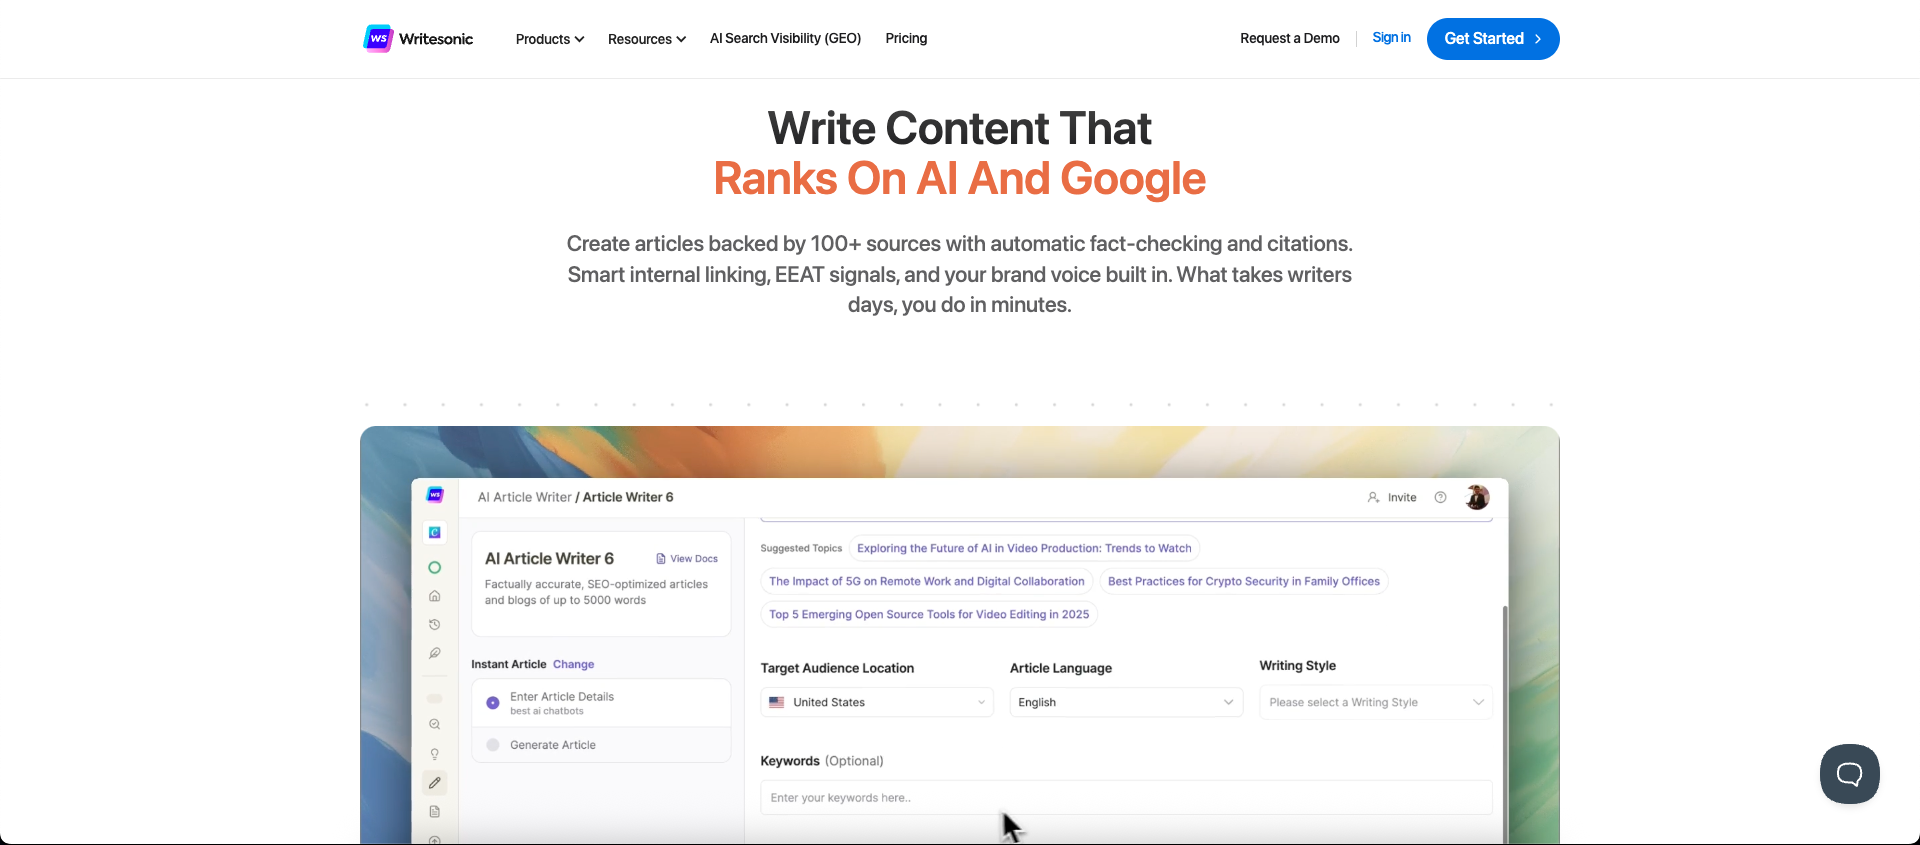 WS Writesonic
Products
Resources
AI Search Visibility (GEO)
Pricing
Request a Demo
Sign in
Get Started
Write Content That
Ranks On AI And Google
Create articles backed by 100+ sources with automatic fact-checking and citations.
Smart internal linking, EEAT signals, and your brand voice built in. What takes writers
days, you do in minutes.
WS
AI Article Writer / Article Writer 6
Invite
C
AI Article Writer 6
View Docs
Factually accurate, SEO-optimized articles
and blogs of up to 5000 words
Instant Article Change
Enter Article Details
best ai chatbots
Generate Article
Suggested Topics
Exploring the Future of AI in Video Production: Trends to Watch
The Impact of 5G on Remote Work and Digital Collaboration
Best Practices for Crypto Security in Family Offices
Top 5 Emerging Open Source Tools for Video Editing in 2025
Target Audience Location
United States
Article Language
English
Writing Style
Please select a Writing Style
Keywords (Optional)
Enter your keywords here..